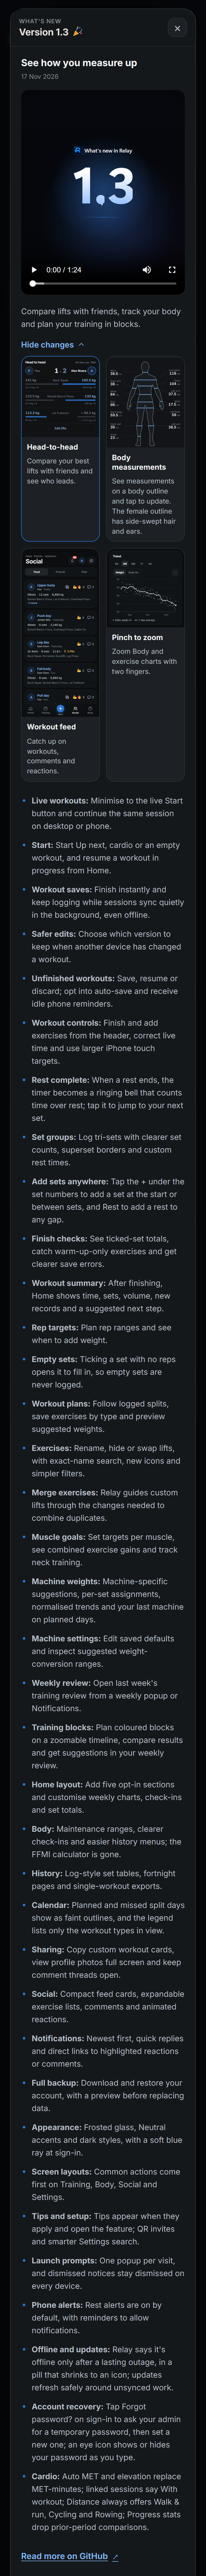 WHAT'S NEW
Version 1.3 🎉
See how you measure up
17 Nov 2026
What's new in Relay
1.3
0:00 / 1:24
Compare lifts with friends, track your body
and plan your training in blocks.
Hide changes
Head-to-head
Compare your best
lifts with friends and
see who leads.
Body
measurements
See measurements
on a body outline
and tap to update.
The female outline
has side-swept hair
and ears.
Social
Workout feed
Catch up on
workouts,
comments and
reactions.
Pinch to zoom
Zoom Body and
exercise charts with
two fingers.
Live workouts: Minimise to the live Start
button and continue the same session
on desktop or phone.
Start: Start Up next, cardio or an empty
workout, and resume a workout in
progress from Home.
Workout saves: Finish instantly and
keep logging while sessions sync quietly
in the background, even offline.
Safer edits: Choose which version to
keep when another device has changed
a workout.
Unfinished workouts: Save, resume or
discard; opt into auto-save and receive
idle phone reminders.
Workout controls: Finish and add
exercises from the header, correct live
time and use larger iPhone touch
targets.
Rest complete: When a rest ends, the
timer becomes a ringing bell that counts
time over rest; tap it to jump to your next
set.
Set groups: Log tri-sets with clearer set
counts, superset borders and custom
rest times.
Add sets anywhere: Tap the + under the
set numbers to add a set at the start or
between sets, and Rest to add a rest to
any gap.
Finish checks: See ticked-set totals,
catch warm-up-only exercises and get
clearer save errors.
Workout summary: After finishing,
Home shows time, sets, volume, new
records and a suggested next step.
Rep targets: Plan rep ranges and see
when to add weight.
Empty sets: Ticking a set with no reps
opens it to fill in, so empty sets are
never logged.
Workout plans: Follow logged splits,
save exercises by type and preview
suggested weights.
Exercises: Rename, hide or swap lifts,
with exact-name search, new icons and
simpler filters.
Merge exercises: Relay guides custom
lifts through the changes needed to
combine duplicates.
Muscle goals: Set targets per muscle,
see combined exercise gains and track
neck training.
Machine weights: Machine-specific
suggestions, per-set assignments,
normalised trends and your last machine
on planned days.
Machine settings: Edit saved defaults
and inspect suggested weight-
conversion ranges.
Weekly review: Open last week's
training review from a weekly popup or
Notifications.
Training blocks: Plan coloured blocks
on a zoomable timeline, compare results
and get suggestions in your weekly
review.
Home layout: Add five opt-in sections
and customise weekly charts, check-ins
and set totals.
Body: Maintenance ranges, clearer
check-ins and easier history menus; the
FFMI calculator is gone.
History: Log-style set tables, fortnight
pages and single-workout exports.
Calendar: Planned and missed split days
show as faint outlines, and the legend
lists only the workout types in view.
Sharing: Copy custom workout cards,
view profile photos full screen and keep
comment threads open.
Social: Compact feed cards, expandable
exercise lists, comments and animated
reactions.
Notifications: Newest first, quick replies
and direct links to highlighted reactions
or comments.
Full backup: Download and restore your
account, with a preview before replacing
data.
Appearance: Frosted glass, Neutral
accents and dark styles, with a soft blue
ray at sign-in.
Screen layouts: Common actions come
first on Training, Body, Social and
Settings.
Tips and setup: Tips appear when they
apply and open the feature; QR invites
and smarter Settings search.
Launch prompts: One popup per visit,
and dismissed notices stay dismissed on
every device.
Phone alerts: Rest alerts are on by
default, with reminders to allow
notifications.
Offline and updates: Relay says it's
offline only after a lasting outage, in a
pill that shrinks to an icon; updates
refresh safely around unsynced work.
Account recovery: Tap Forgot
password? on sign-in to ask your admin
for a temporary password, then set a
new one; an eye icon shows or hides
your password as you type.
Cardio: Auto MET and elevation replace
MET-minutes; linked sessions say With
workout; Distance always offers Walk &
run, Cycling and Rowing; Progress stats
drop prior-period comparisons.
Read more on GitHub ↗